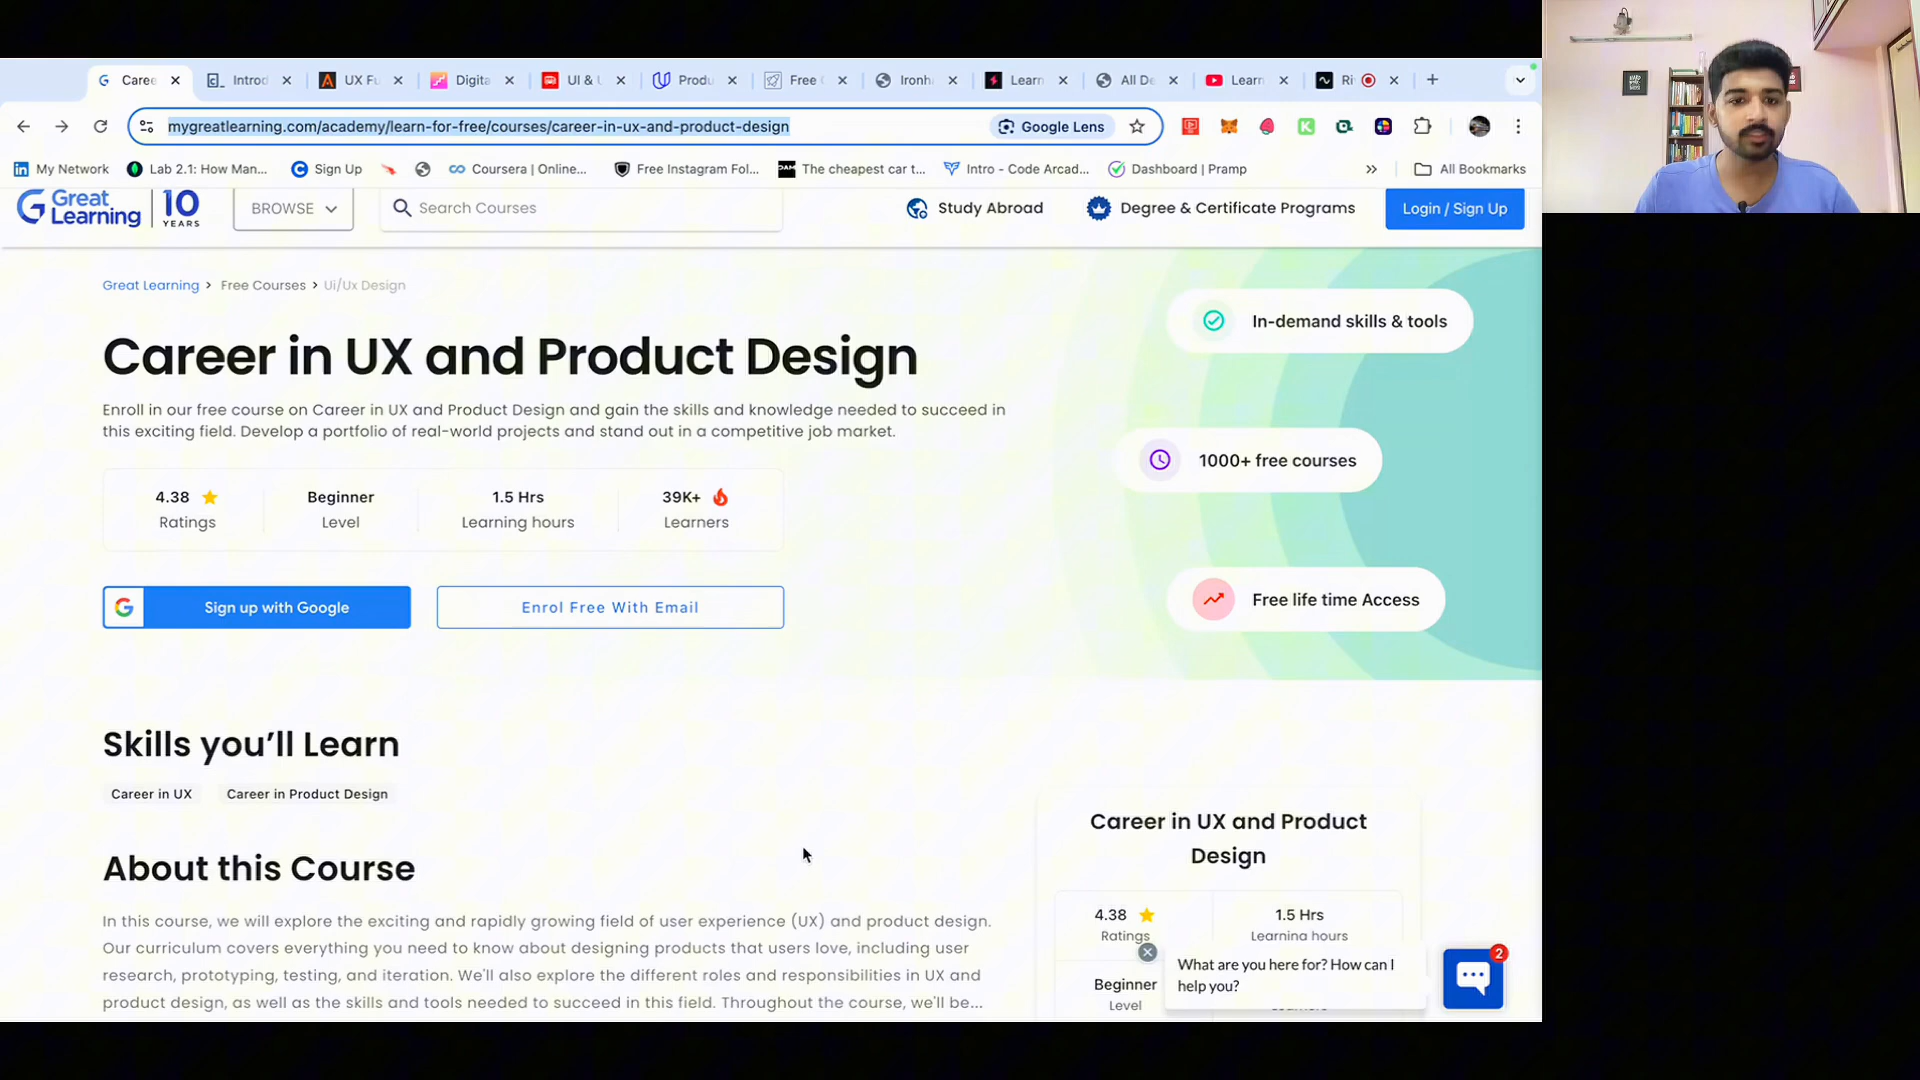 Caree
Introd
UX Fu
Digita
UI & U
Produ
Free
Ironh
Learn
All De
Learn
Ri
mygreatlearning.com/academy/learn-for-free/courses/career-in-ux-and-product-design
Google Lens
My Network
Lab 2.1: How Man...
Sign Up
Coursera | Online...
Free Instagram Fol...
The cheapest car t...
Intro - Code Arcad...
Dashboard | Pramp
»
All Bookmarks
Great Learning
10 YEARS
BROWSE
Search Courses
Study Abroad
Degree & Certificate Programs
Login / Sign Up
Great Learning > Free Courses > Ui/Ux Design
In-demand skills & tools
Career in UX and Product Design
Enroll in our free course on Career in UX and Product Design and gain the skills and knowledge needed to succeed in
this exciting field. Develop a portfolio of real-world projects and stand out in a competitive job market.
1000+ free courses
4.38 Beginner 1.5 Hrs 39K+
Ratings Level Learning hours Learners
Sign up with Google
Enrol Free With Email
Free life time Access
Skills you'll Learn
Career in UX
Career in Product Design
About this Course
In this course, we will explore the exciting and rapidly growing field of user experience (UX) and product design.
Our curriculum covers everything you need to know about designing products that users love, including user
research, prototyping, testing, and iteration. We'll also explore the different roles and responsibilities in UX and
product design, as well as the skills and tools needed to succeed in this field. Throughout the course, we'll be...
Career in UX and Product
Design
4.38 1.5 Hrs
Ratings Learning hours
Beginner
Level
What are you here for? How can I
help you?
2